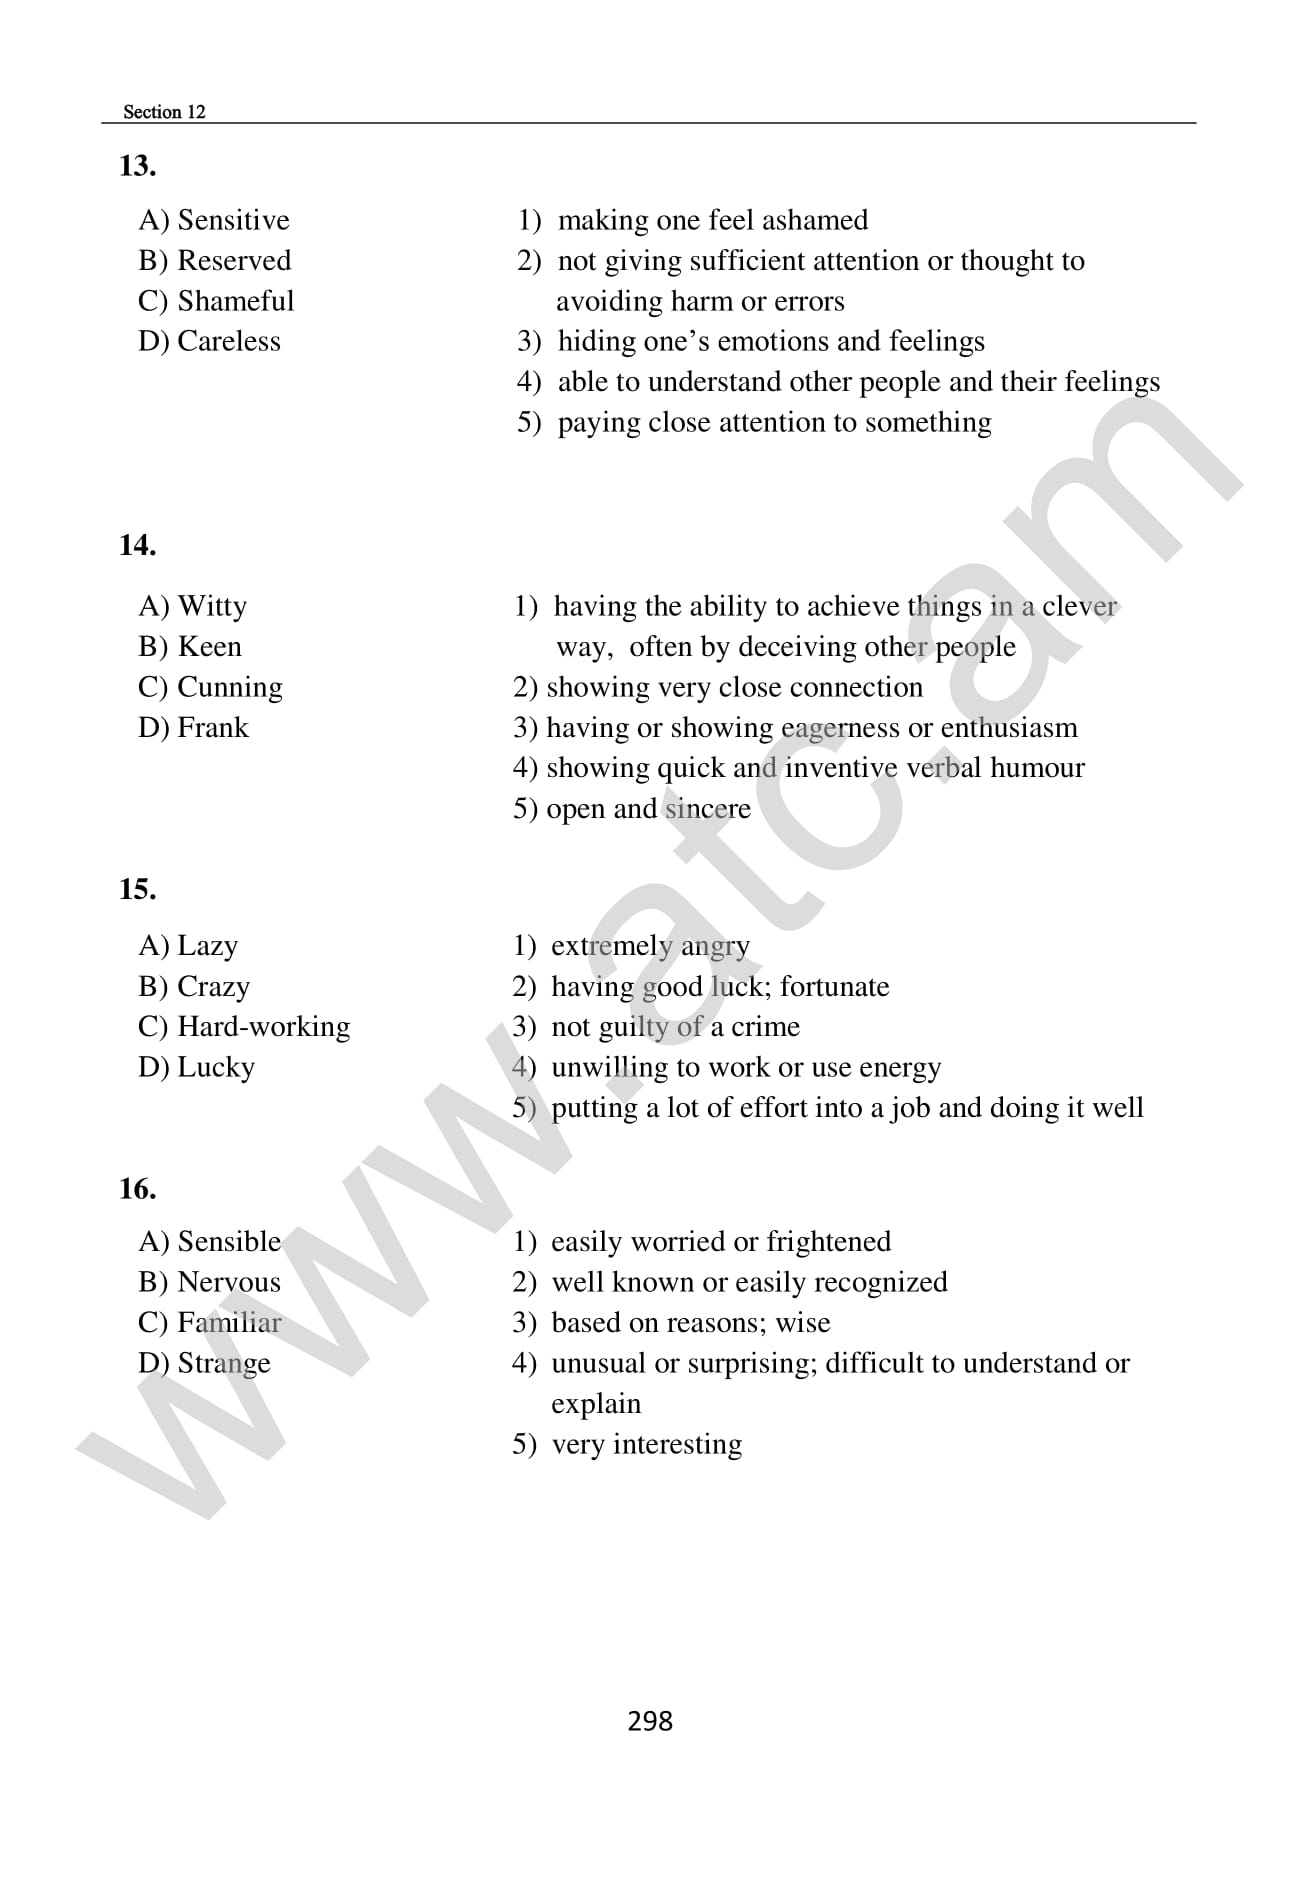 Section 12
13.
A) Sensitive
B) Reserved
C) Shameful
D) Careless
1) making one feel ashamed
2) not giving sufficient attention or thought to
avoiding harm or errors
3) hiding one’s emotions and feelings
4) able to understand other people and their feelings
5) paying close attention to something
14.
A) Witty
B) Keen
C) Cunning
D) Frank
1) having the ability to achieve things in a clever
way, often by deceiving other people
2) showing very close connection
3) having or showing eagerness or enthusiasm
4) showing quick and inventive verbal humour
5) open and sincere
15.
A) Lazy
B) Crazy
C) Hard-working
D) Lucky
1) extremely angry
2) having good luck; fortunate
3) not guilty of a crime
4) unwilling to work or use energy
5) putting a lot of effort into a job and doing it well
16.
A) Sensible
B) Nervous
C) Familiar
D) Strange
1) easily worried or frightened
2) well known or easily recognized
3) based on reasons; wise
4) unusual or surprising; difficult to understand or
explain
5) very interesting
298
www.atc.am